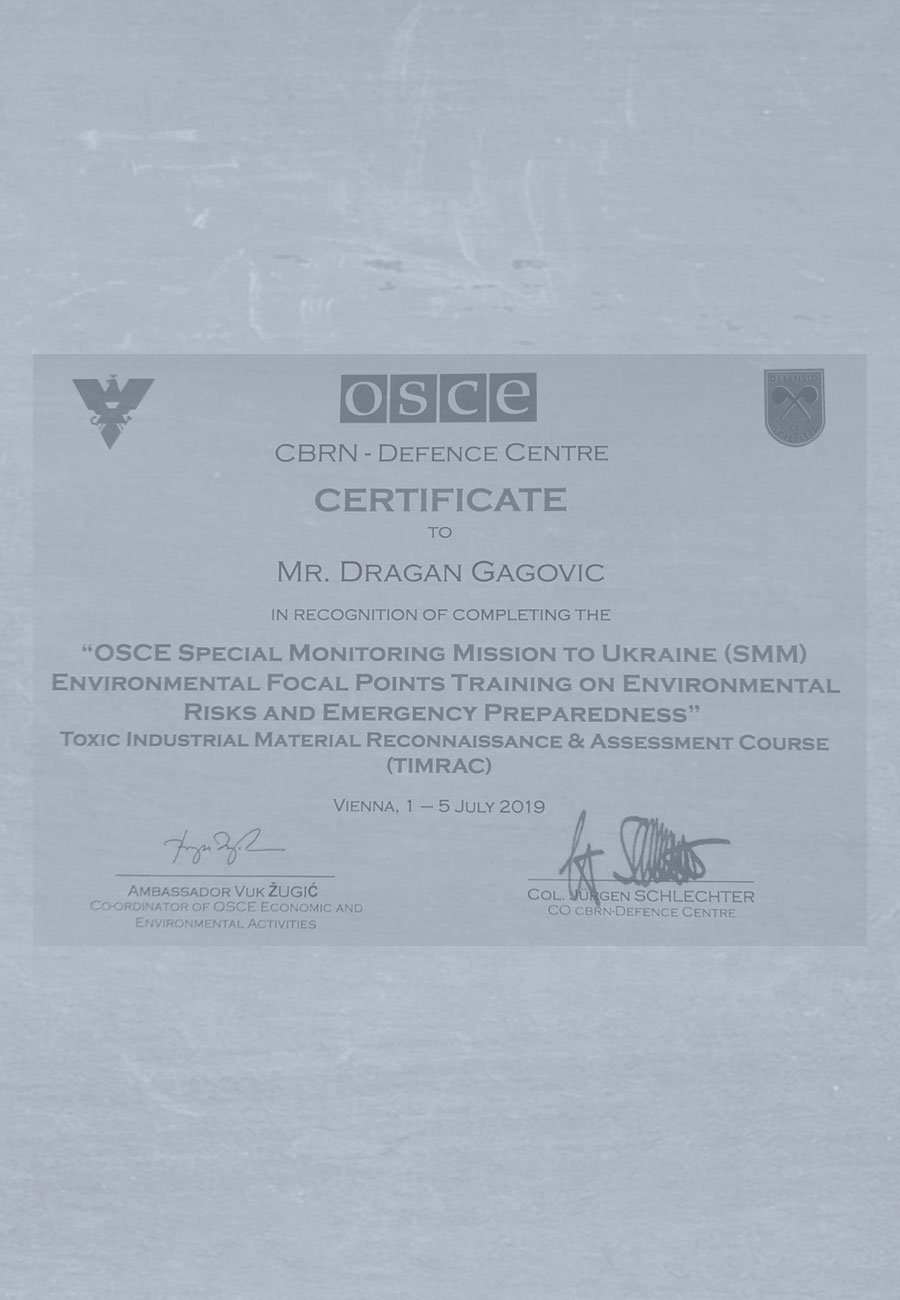 osce
CBRN - DEFENCE CENTRE
CERTIFICATE
TO
MR. DRAGAN GAGOVIC
IN RECOGNITION OF COMPLETING THE
“OSCE SPECIAL MONITORING MISSION TO UKRAINE (SMM)
ENVIRONMENTAL FOCAL POINTS TRAINING ON ENVIRONMENTAL
RISKS AND EMERGENCY PREPAREDNESS”
TOXIC INDUSTRIAL MATERIAL RECONNAISSANCE & ASSESSMENT COURSE
(TIMRAC)
VIENNA, 1 – 5 JULY 2019
AMBASSADOR VUK ŽUGIĆ
CO-ORDINATOR OF OSCE ECONOMIC AND
ENVIRONMENTAL ACTIVITIES
COL. JÜRGEN SCHLECHTER
CO CBRN-DEFENCE CENTRE